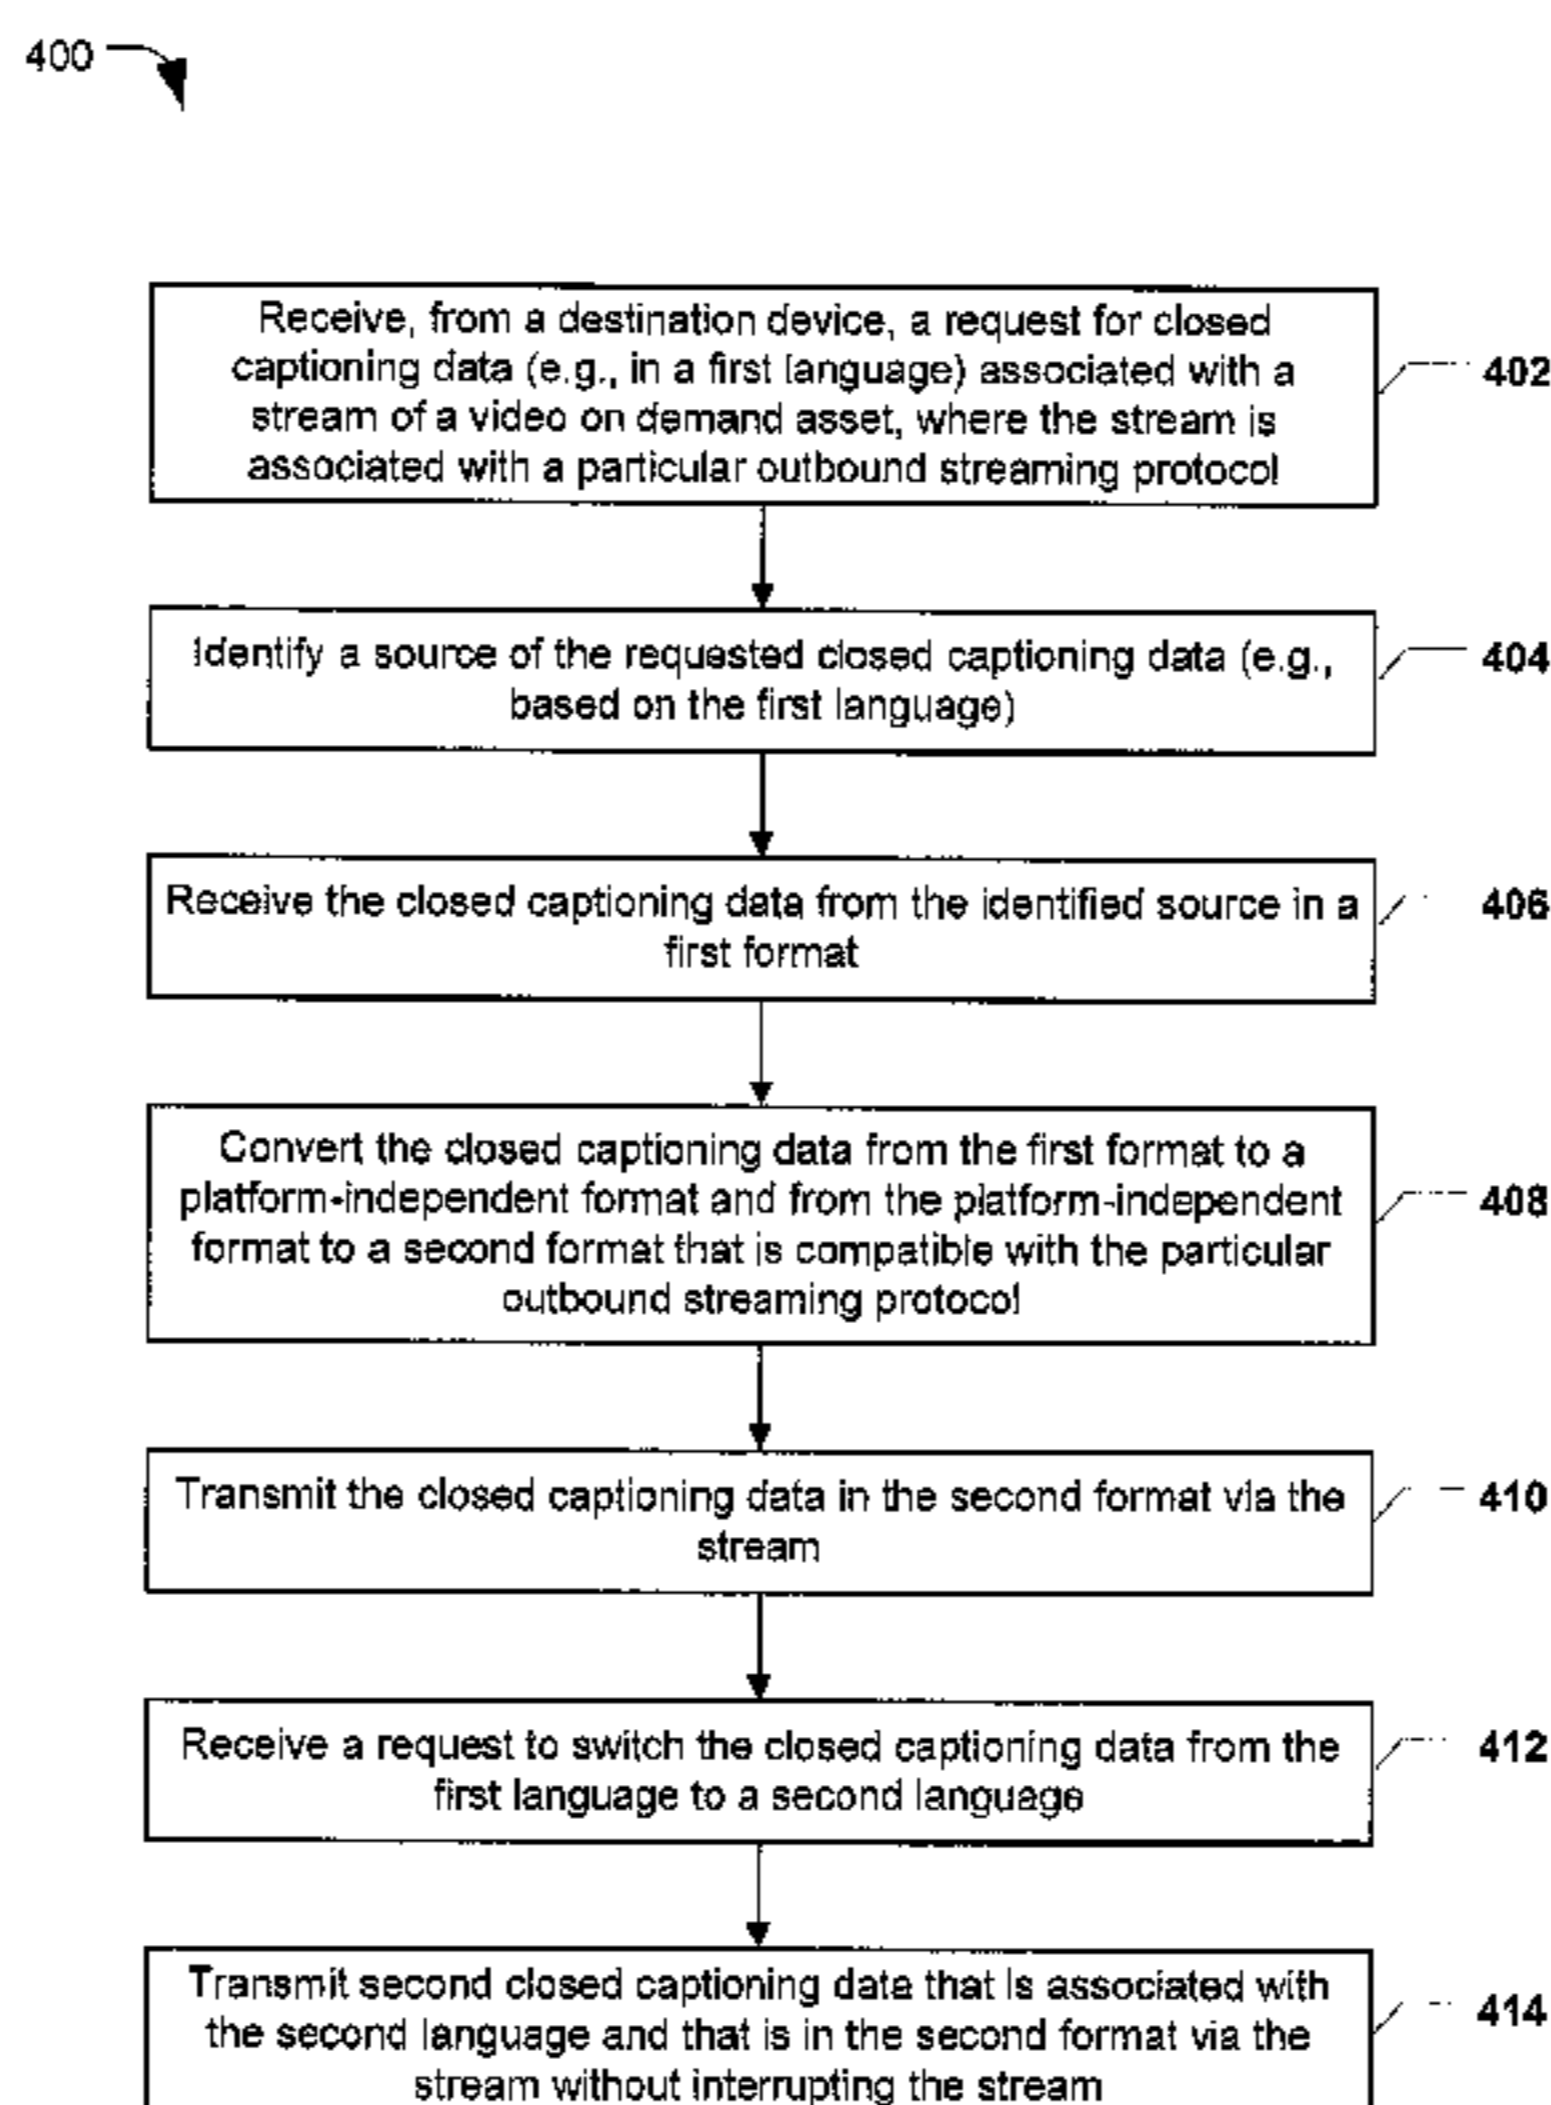 400
Receive, from a destination device, a request for closed
captioning data (e.g., in a first language) associated with a
stream of a video on demand asset, where the stream is
associated with a particular outbound streaming protocol
402
Identify a source of the requested closed captioning data (e.g.,
based on the first language)
404
Receive the closed captioning data from the identified source in a
first format
406
Convert the closed captioning data from the first format to a
platform-independent format and from the platform-independent
format to a second format that is compatible with the particular
outbound streaming protocol
408
Transmit the closed captioning data in the second format via the
stream
410
Receive a request to switch the closed captioning data from the
first language to a second language
412
Transmit second closed captioning data that is associated with
the second language and that is in the second format via the
stream without interrupting the stream
414